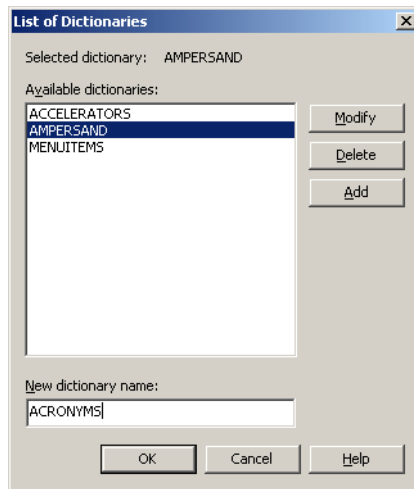 List of Dictionaries
Selected dictionary: AMPERSAND
Available dictionaries:
ACCELERATORS
AMPERSAND
MENUITEMS
Modify
Delete
Add
New dictionary name:
ACRONYMS
OK Cancel Help